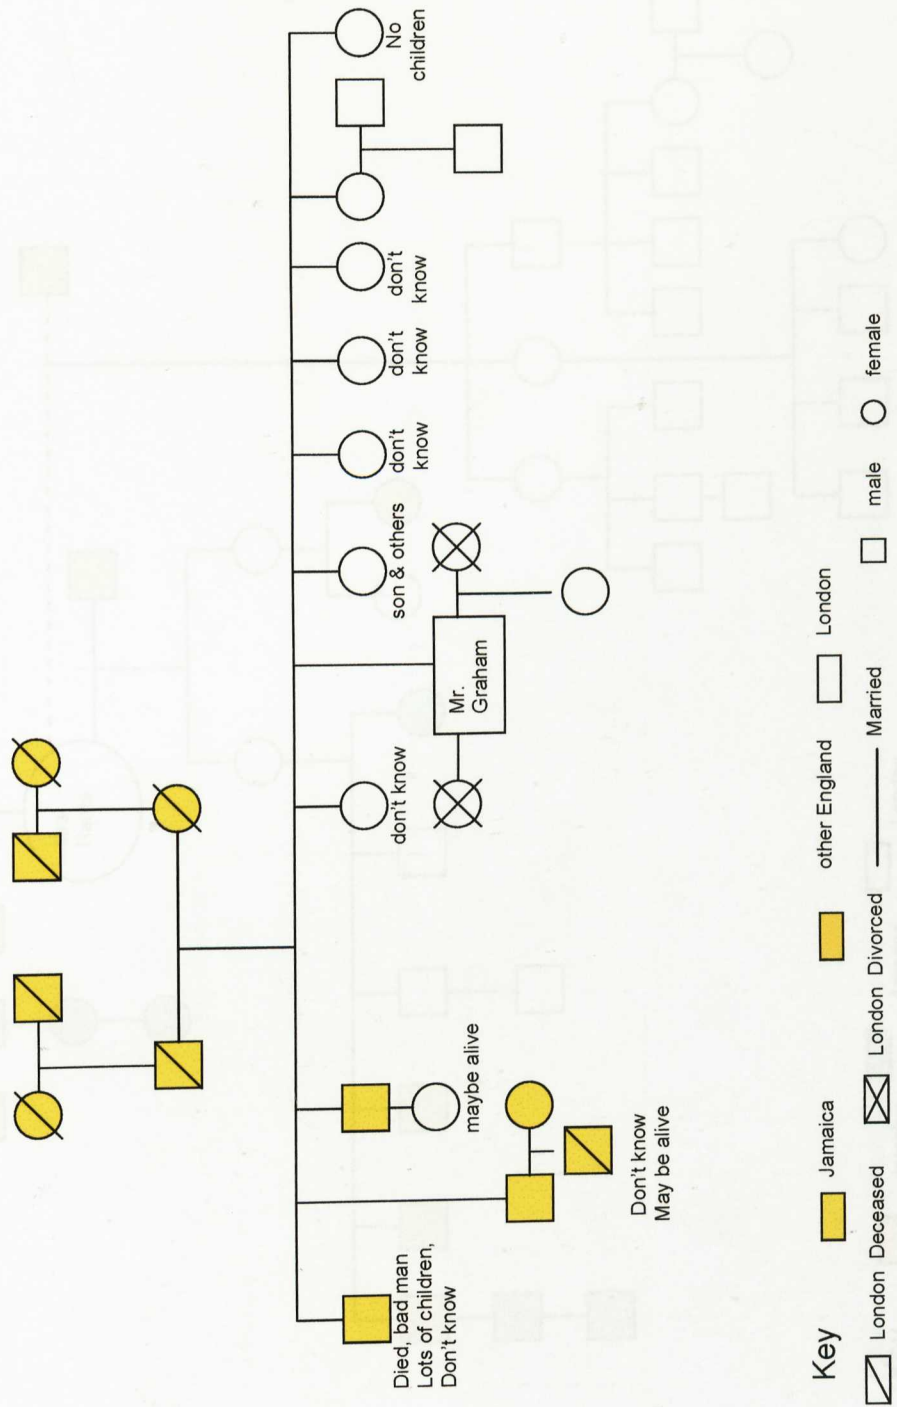 Died, bad man
Lots of children,
Don't know
Don't know
May be alive
maybe alive
don't know
Mr.
Graham
son & others
don't
know
don't
know
don't
know
No
children
Key
Jamaica
other England
London
London Deceased
London Divorced
Married
male
female